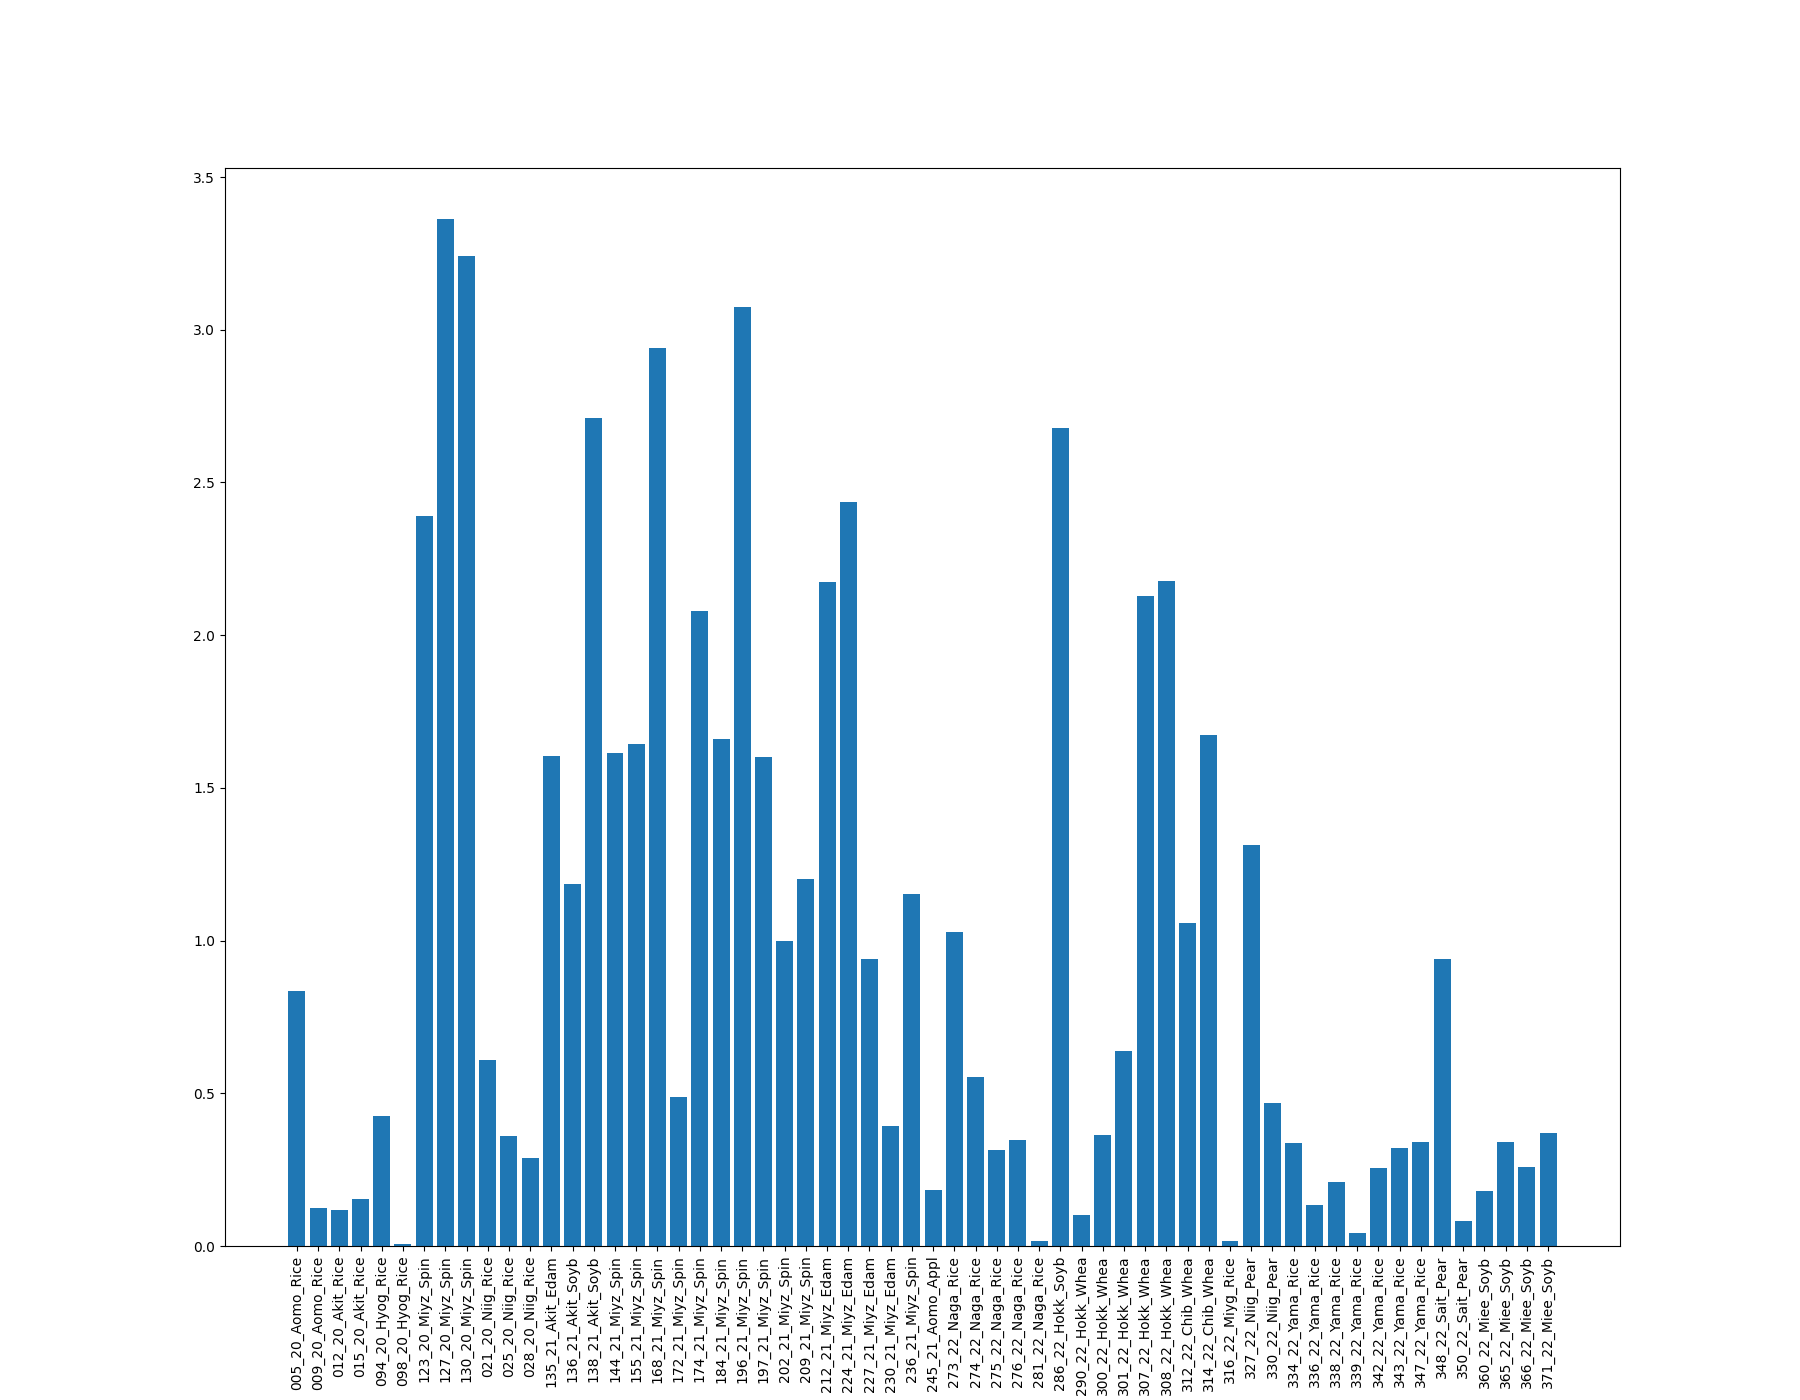 3.5
3.0
2.5
2.0
1.5
1.0
0.5
0.0
005_20_Aomo_Rice
009_20_Aomo_Rice
012_20_Akit_Rice
015_20_Akit_Rice
094_20_Hyog_Rice
098_20_Hyog_Rice
123_20_Miyz_Spin
127_20_Miyz_Spin
130_20_Miyz_Spin
021_20_Niig_Rice
025_20_Niig_Rice
028_20_Niig_Rice
135_21_Akit_Edam
136_21_Akit_Soyb
138_21_Akit_Soyb
144_21_Miyz_Spin
155_21_Miyz_Spin
168_21_Miyz_Spin
172_21_Miyz_Spin
174_21_Miyz_Spin
184_21_Miyz_Spin
196_21_Miyz_Spin
197_21_Miyz_Spin
202_21_Miyz_Spin
209_21_Miyz_Spin
212_21_Miyz_Edam
224_21_Miyz_Edam
227_21_Miyz_Edam
230_21_Miyz_Edam
236_21_Miyz_Spin
245_21_Aomo_Appl
273_22_Naga_Rice
274_22_Naga_Rice
275_22_Naga_Rice
276_22_Naga_Rice
281_22_Naga_Rice
286_22_Hokk_Soyb
290_22_Hokk_Whea
300_22_Hokk_Whea
301_22_Hokk_Whea
307_22_Hokk_Whea
308_22_Hokk_Whea
312_22_Chib_Whea
314_22_Chib_Whea
316_22_Miyg_Rice
327_22_Niig_Pear
330_22_Niig_Pear
334_22_Yama_Rice
336_22_Yama_Rice
338_22_Yama_Rice
339_22_Yama_Rice
342_22_Yama_Rice
343_22_Yama_Rice
347_22_Yama_Rice
348_22_Sait_Pear
350_22_Sait_Pear
360_22_Miee_Soyb
365_22_Miee_Soyb
366_22_Miee_Soyb
371_22_Miee_Soyb